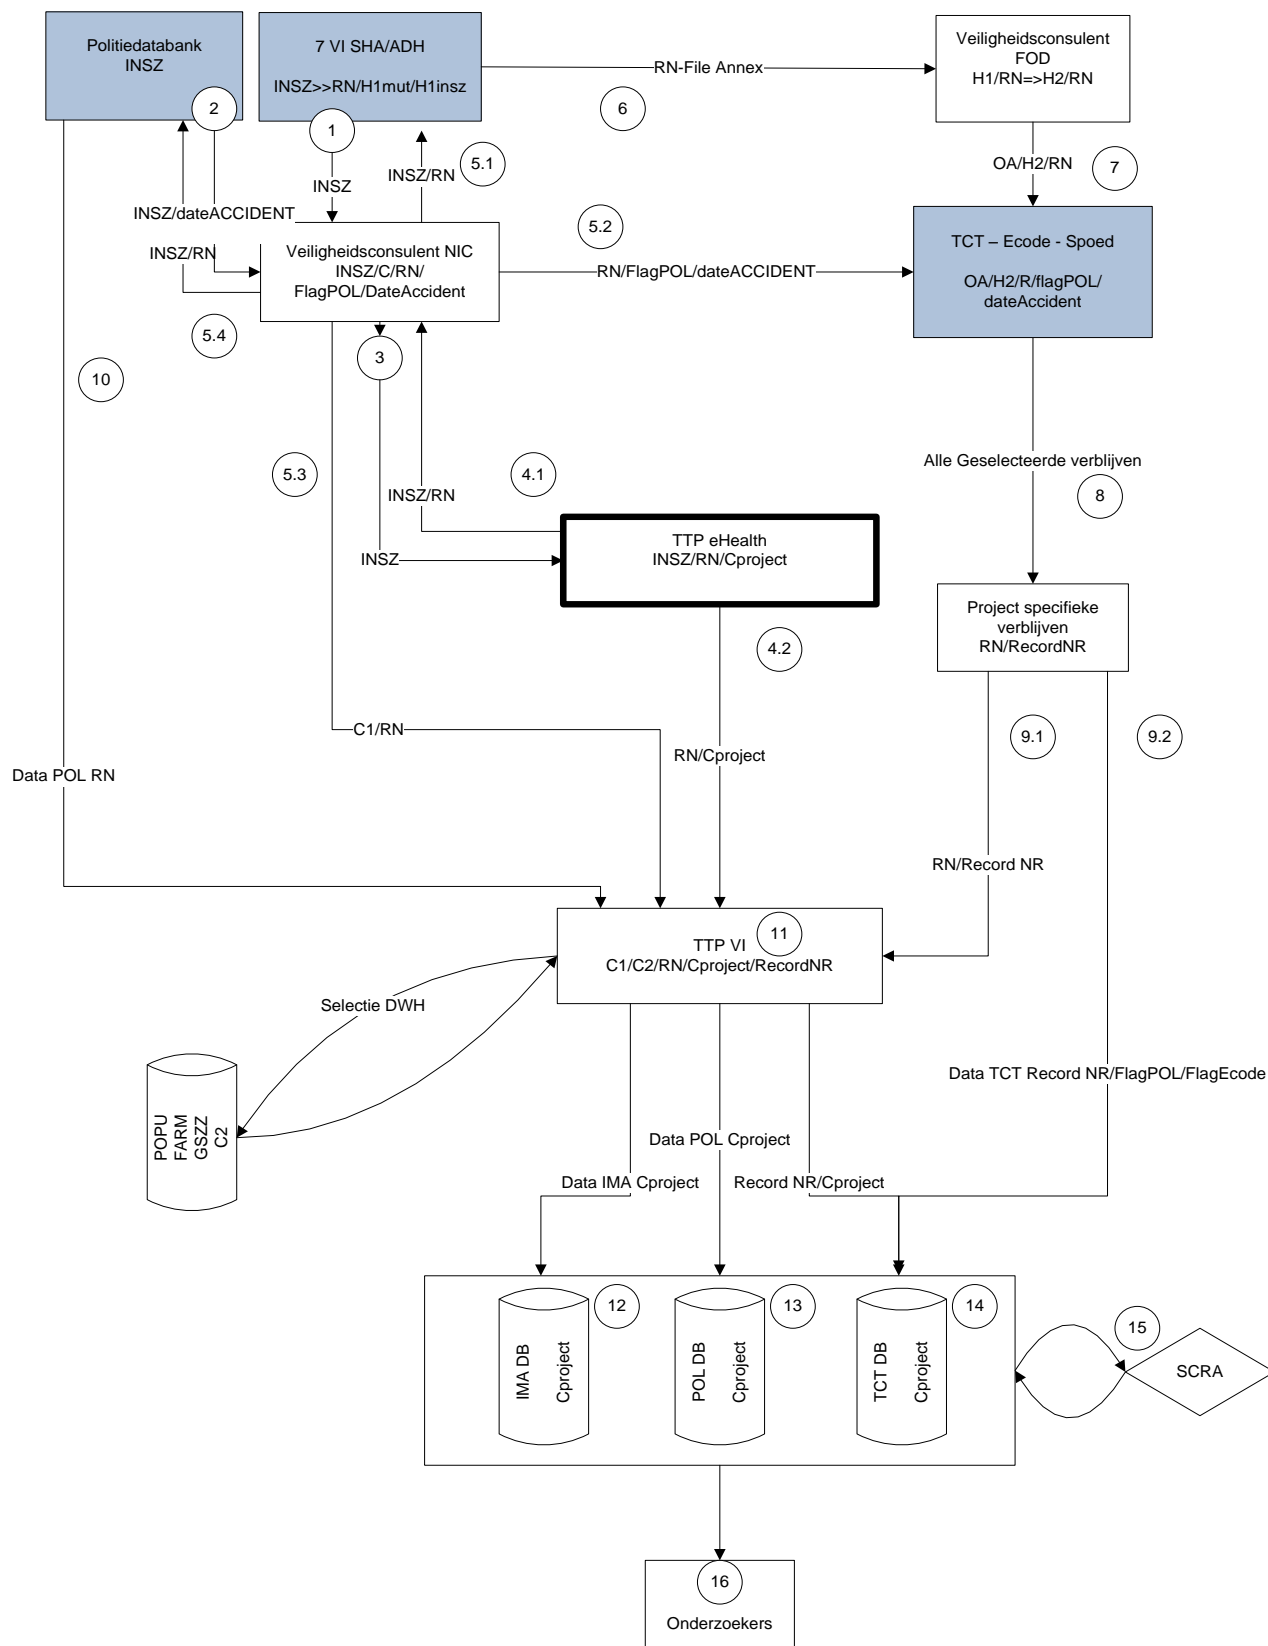 Politiedatabank
INSZ
7 VI SHA/ADH
INSZ>>RN/H1mut/H1insz
Veiligheidsconsulent
FOD
H1/RN=>H2/RN
RN-File Annex
2
1
6
5.1
INSZ
INSZ/RN
OA/H2/RN
7
INSZ/dateACCIDENT
INSZ/RN
5.2
Veiligheidsconsulent NIC
INSZ/C/RN/
FlagPOL/DateAccident
RN/FlagPOL/dateACCIDENT
TCT – Ecode - Spoed
OA/H2/R/flagPOL/
dateAccident
5.4
3
10
5.3
4.1
INSZ/RN
Alle Geselecteerde verblijven
8
INSZ
TTP eHealth
INSZ/RN/Cproject
4.2
Project specifieke
verblijven
RN/RecordNR
C1/RN
RN/Cproject
9.1
9.2
Data POL RN
RN/Record NR
11
TTP VI
C1/C2/RN/Cproject/RecordNR
Selectie DWH
POPU
FARM
GSZZ
C2
Data TCT Record NR/FlagPOL/FlagEcode
Data POL Cproject
Data IMA Cproject
Record NR/Cproject
12
13
14
15
IMA DB
Cproject
POL DB
Cproject
TCT DB
Cproject
SCRA
16
Onderzoekers